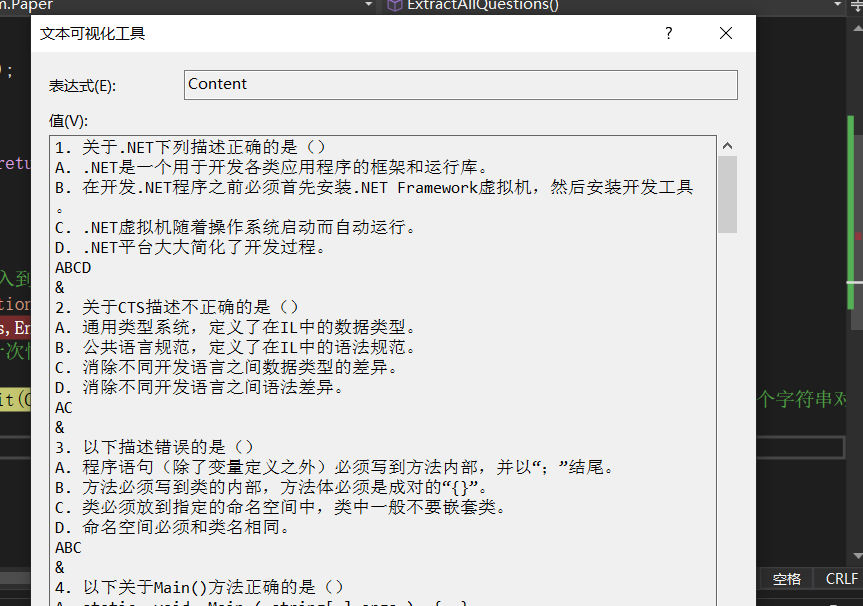 m.Paper
ExtractAllQuestions()
文本可视化工具
?
);
表达式(E):
Content
值(V):
retu
1. 关于.NET下列描述正确的是（）
A. .NET是一个用于开发各类应用程序的框架和运行库。
B. 在开发.NET程序之前必须首先安装.NET Framework虚拟机，然后安装开发工具
。
C. .NET虚拟机随着操作系统启动而自动运行。
D. .NET平台大大简化了开发过程。
ABCD
&
2. 关于CTS描述不正确的是（）
A. 通用类型系统，定义了在IL中的数据类型。
B. 公共语言规范，定义了在IL中的语法规范。
C. 消除不同开发语言之间数据类型的差异。
D. 消除不同开发语言之间语法差异。
AC
&
3. 以下描述错误的是（）
A. 程序语句（除了变量定义之外）必须写到方法内部，并以“；”结尾。
B. 方法必须写到类的内部，方法体必须是成对的“{}”。
C. 类必须放到指定的命名空间中，类中一般不要嵌套类。
D. 命名空间必须和类名相同。
ABC
&
4. 以下关于Main()方法正确的是（）
入到
tion
s,En
一次性
it(C
个字符串对
空格
CRLF